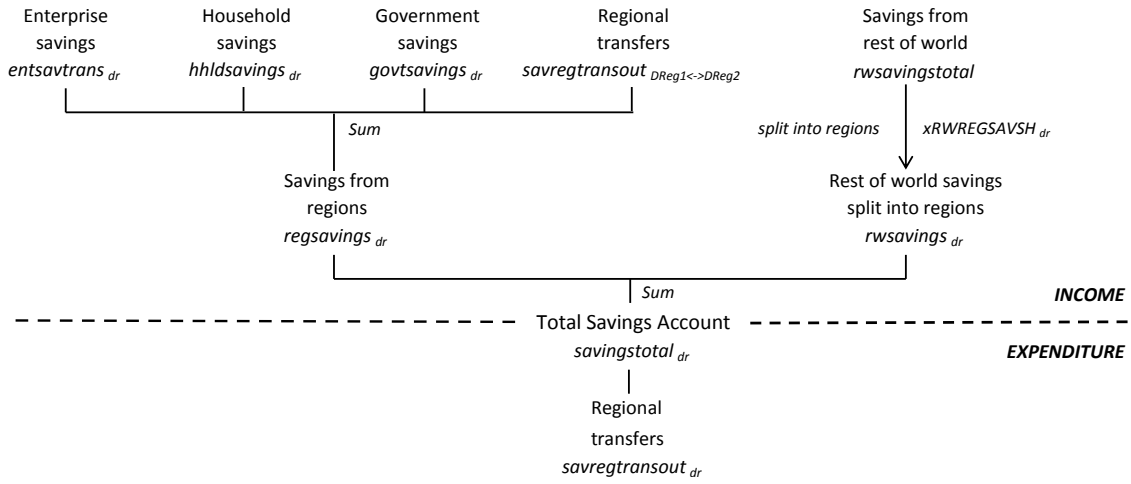 Enterprise
savings
entsavtrans dr
Household
savings
hhldsavings dr
Government
savings
govtsavings dr
Regional
transfers
savregtransout DReg1<->DReg2
Savings from
rest of world
rwsavingstotal
Sum
split into regions
xRWREGSAVSH dr
Savings from
regions
regsavings dr
Rest of world savings
split into regions
rwsavings dr
Sum
INCOME
Total Savings Account
savingstotal dr
EXPENDITURE
Regional
transfers
savregtransout dr